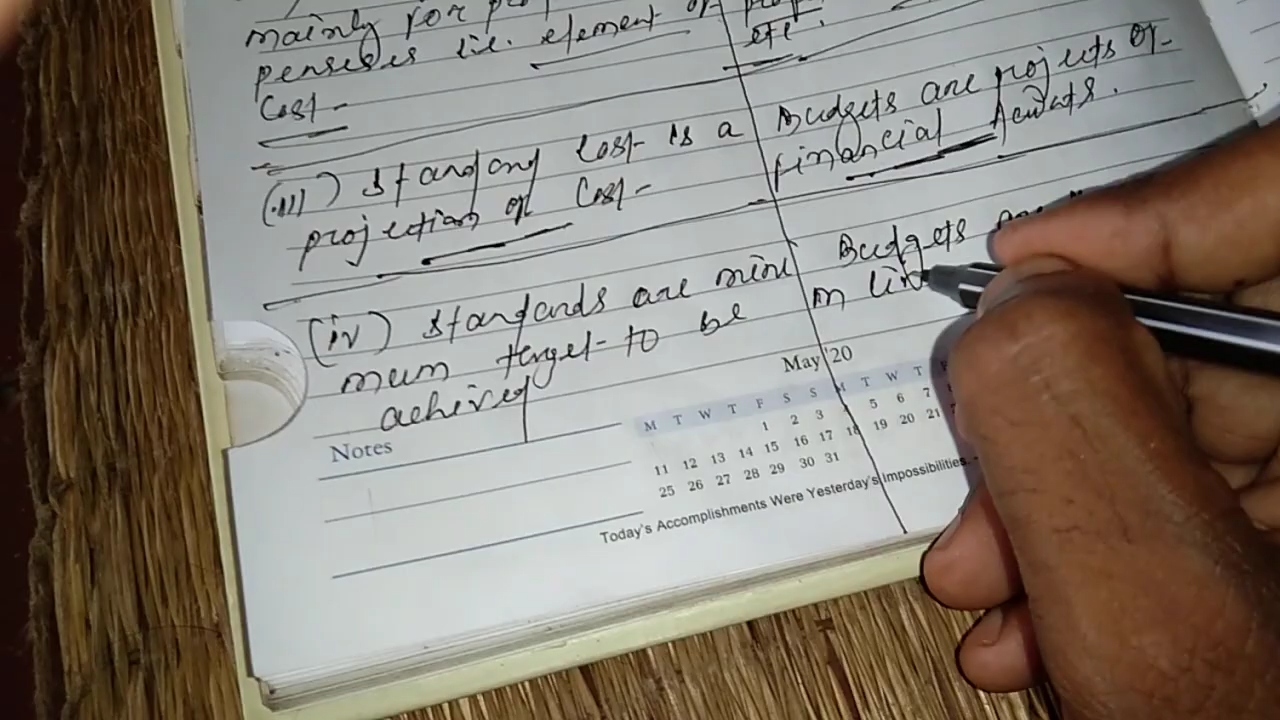 mainly for
penseses i.e. element of
etc.
Cost
(iii) Standard Cost is a
projection of Cost
Budgets are projects of
financial
(iv) Standards are mini
mum target to be
achieved
Budgets are
m
Notes
May '20
M T W T F S S M T W T F
1 2 3 5 6 7
11 12 13 14 15 16 17 18 19 20 21
25 26 27 28 29 30 31
Today's Accomplishments Were Yesterday's Impossibilities.